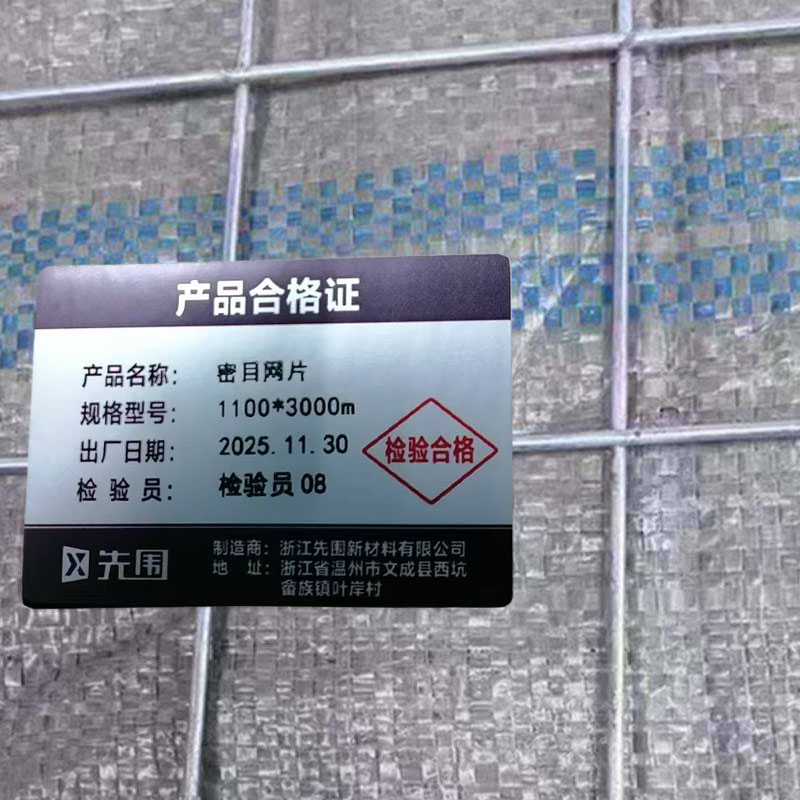 产品合格证
产品名称： 密目网片
规格型号： 1100*3000m
出厂日期： 2025.11.30
检验员： 检验员08
检验合格
先围
制造商：浙江先围新材料有限公司
地 址：浙江省温州市文成县西坑
畲族镇叶岸村